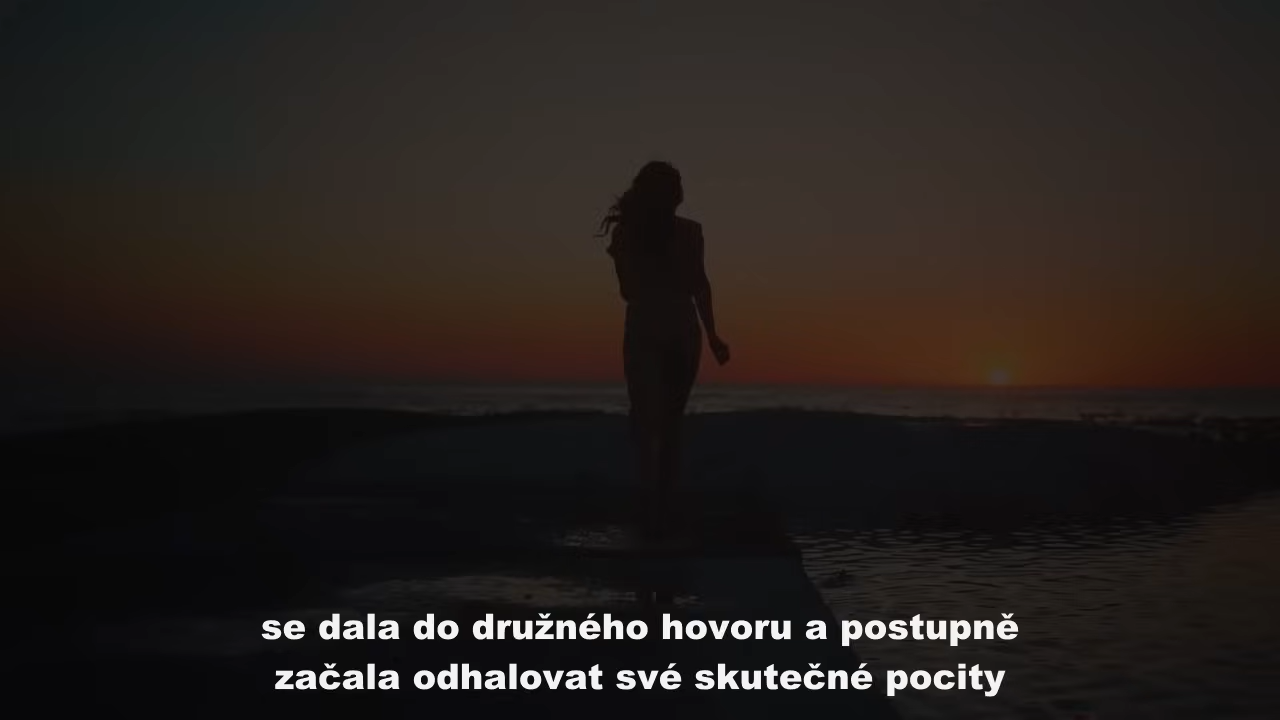 se dala do družného hovoru a postupně
začala odhalovat své skutečné pocity